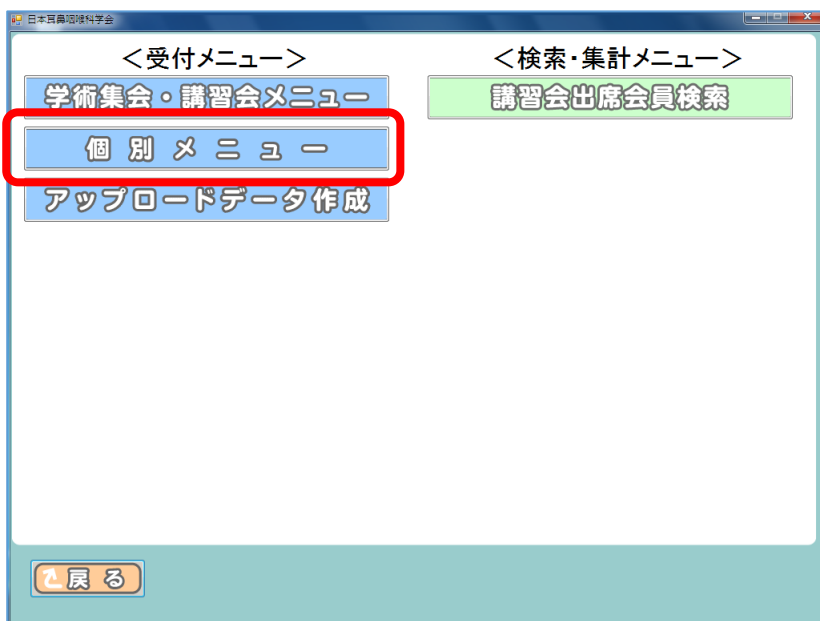 日本耳鼻咽喉科学会
＜受付メニュー＞
学術集会・講習会メニュー
個別メニュー
アップロードデータ作成
＜検索・集計メニュー＞
講習会出席会員検索
戻る